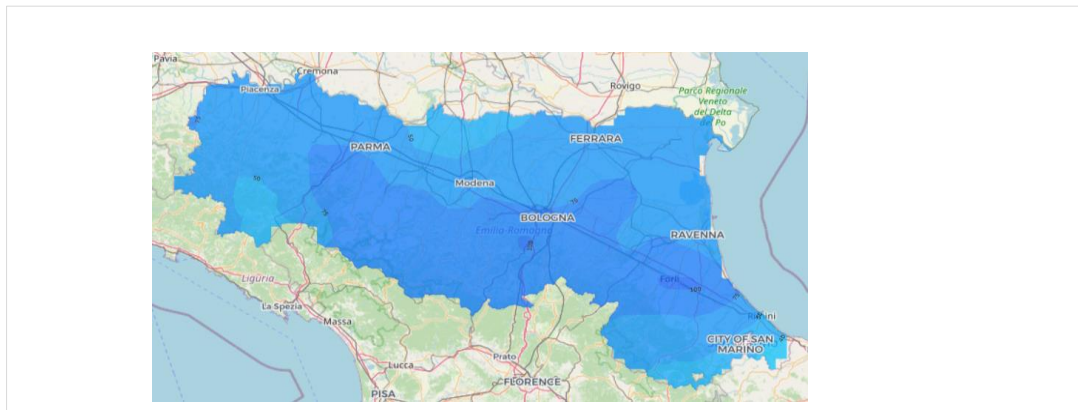 Pavia
Cremona
Piacenza
Rovigo
Parco Regionale
Veneto
del Delta
del Po
PARMA
FERRARA
Modena
BOLOGNA
Emilia-Romagna
RAVENNA
Liguria
Forlì
100
La Spezia
Massa
Rimini
CITY OF SAN
MARINO
Prato
Lucca
FLORENCE
PISA